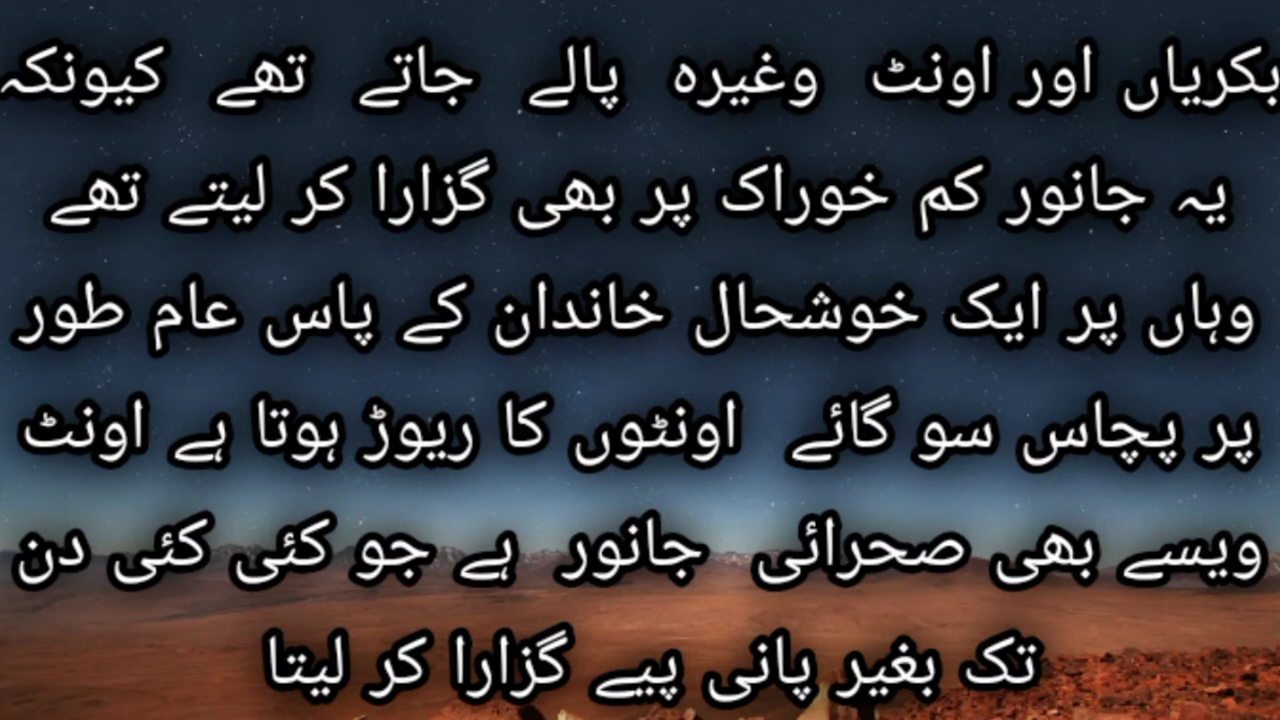 بکریاں اور اونٹ وغیرہ پالے جاتے تھے کیونکہ
یہ جانور کم خوراک پر بھی گزارا کر لیتے تھے
وہاں پر ایک خوشحال خاندان کے پاس عام طور
پر پچاس سو گائے اونٹوں کا ریوڑ ہوتا ہے اونٹ
ویسے بھی صحرائی جانور ہے جو کئی کئی دن
تک بغیر پانی پیے گزارا کر لیتا